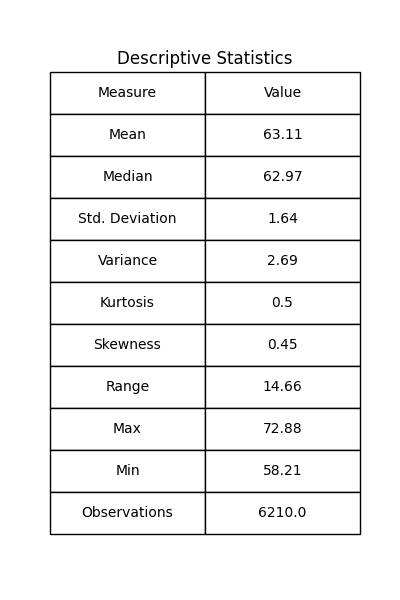 Descriptive Statistics
Measure Value
Mean 63.11
Median 62.97
Std. Deviation 1.64
Variance 2.69
Kurtosis 0.5
Skewness 0.45
Range 14.66
Max 72.88
Min 58.21
Observations 6210.0